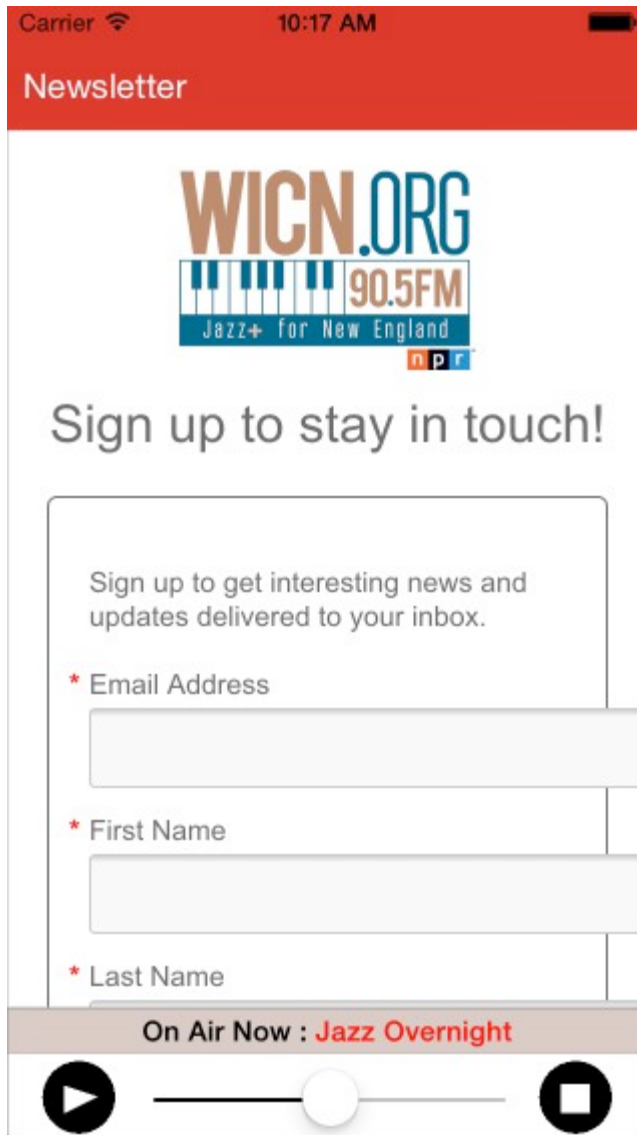 Carrier 10:17 AM
Newsletter
WICN.ORG
90.5FM
Jazz+ for New England
npr
Sign up to stay in touch!
Sign up to get interesting news and
updates delivered to your inbox.
* Email Address
* First Name
* Last Name
On Air Now : Jazz Overnight